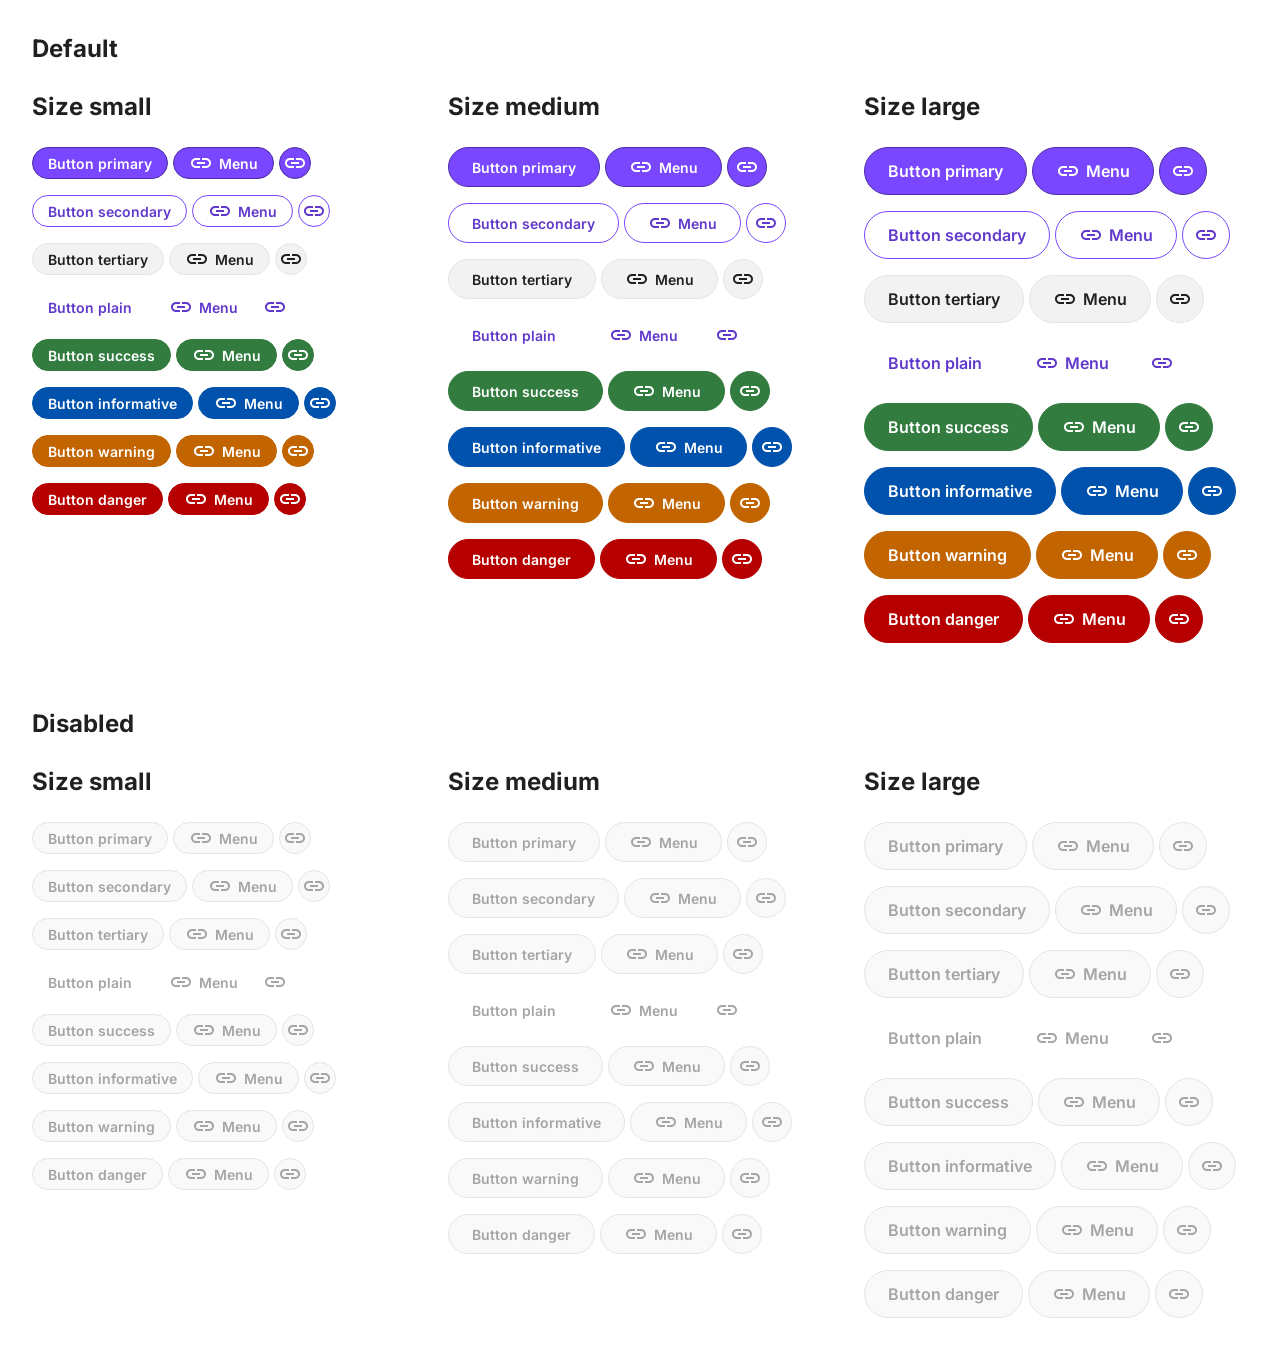 Default
Size small
Button primary Menu
Button secondary Menu
Button tertiary Menu
Button plain Menu
Button success Menu
Button informative Menu
Button warning Menu
Button danger Menu
Size medium
Button primary Menu
Button secondary Menu
Button tertiary Menu
Button plain Menu
Button success Menu
Button informative Menu
Button warning Menu
Button danger Menu
Size large
Button primary Menu
Button secondary Menu
Button tertiary Menu
Button plain Menu
Button success Menu
Button informative Menu
Button warning Menu
Button danger Menu
Disabled
Size small
Button primary Menu
Button secondary Menu
Button tertiary Menu
Button plain Menu
Button success Menu
Button informative Menu
Button warning Menu
Button danger Menu
Size medium
Button primary Menu
Button secondary Menu
Button tertiary Menu
Button plain Menu
Button success Menu
Button informative Menu
Button warning Menu
Button danger Menu
Size large
Button primary Menu
Button secondary Menu
Button tertiary Menu
Button plain Menu
Button success Menu
Button informative Menu
Button warning Menu
Button danger Menu